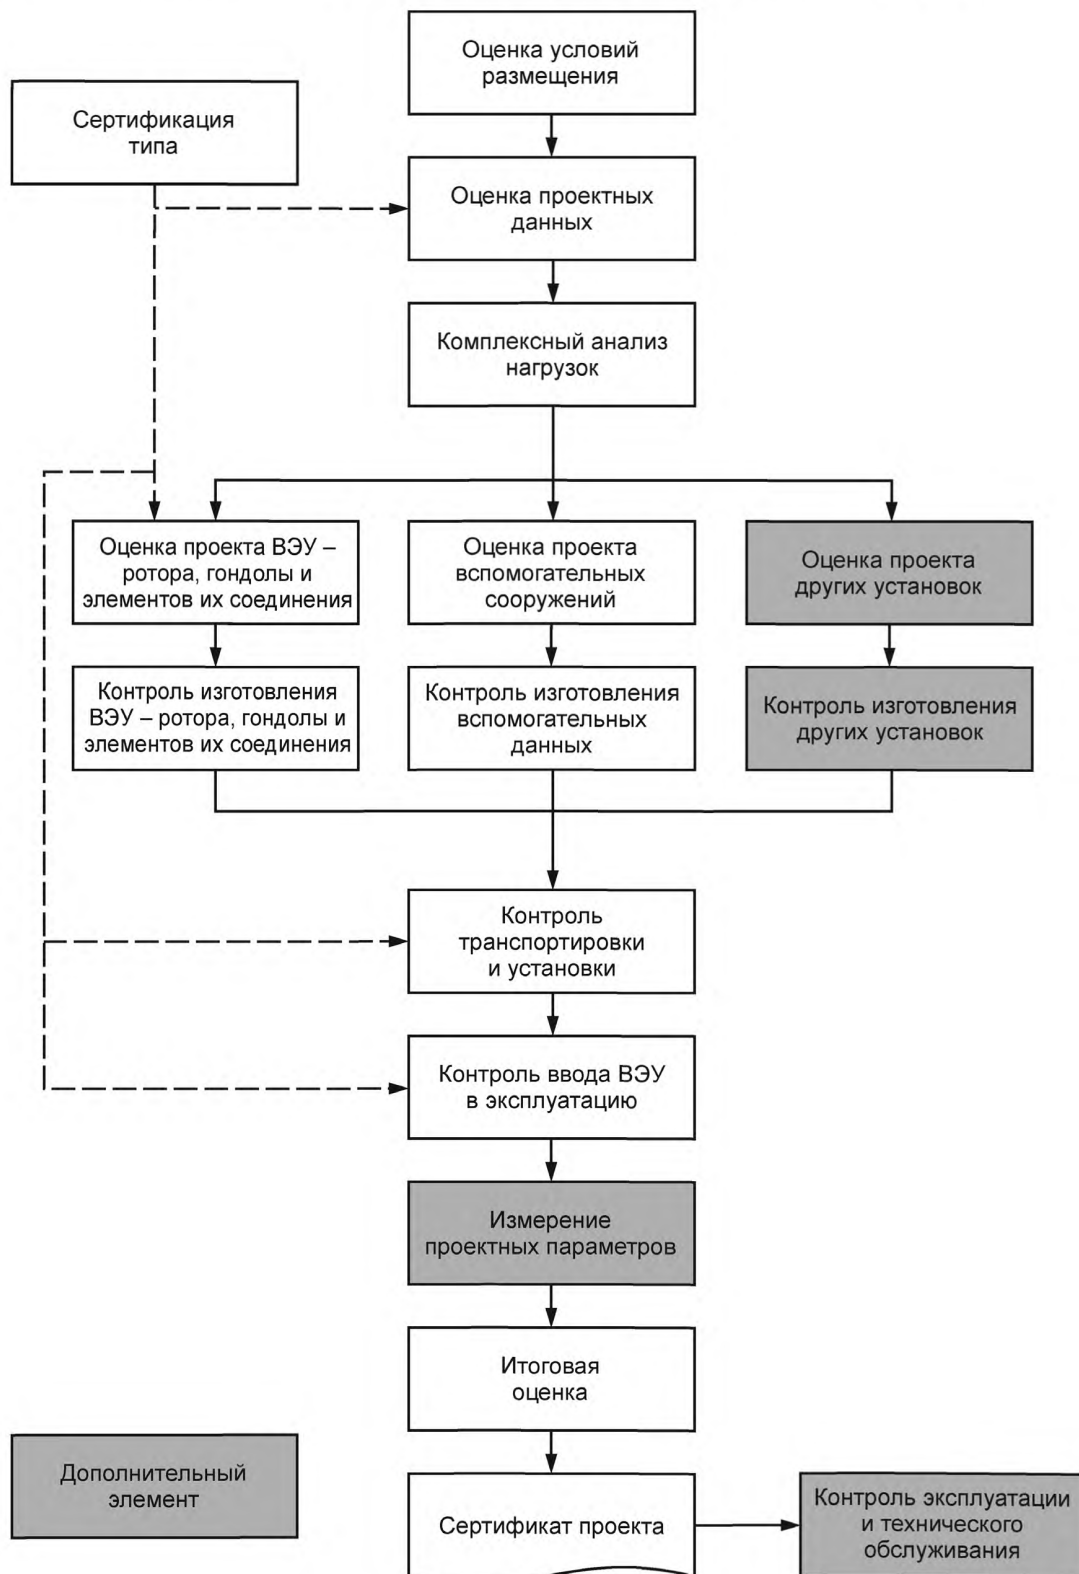 Оценка условий
размещения
Сертификация
типа
Оценка проектных
данных
Комплексный анализ
нагрузок
Оценка проекта ВЭУ –
ротора, гондолы и
элементов их соединения
Оценка проекта
вспомогательных
сооружений
Оценка проекта
других установок
Контроль изготовления
ВЭУ – ротора, гондолы и
элементов их соединения
Контроль изготовления
вспомогательных
данных
Контроль изготовления
других установок
Контроль
транспортировки
и установки
Контроль ввода ВЭУ
в эксплуатацию
Измерение
проектных параметров
Итоговая
оценка
Дополнительный
элемент
Сертификат проекта
Контроль эксплуатации
и технического
обслуживания